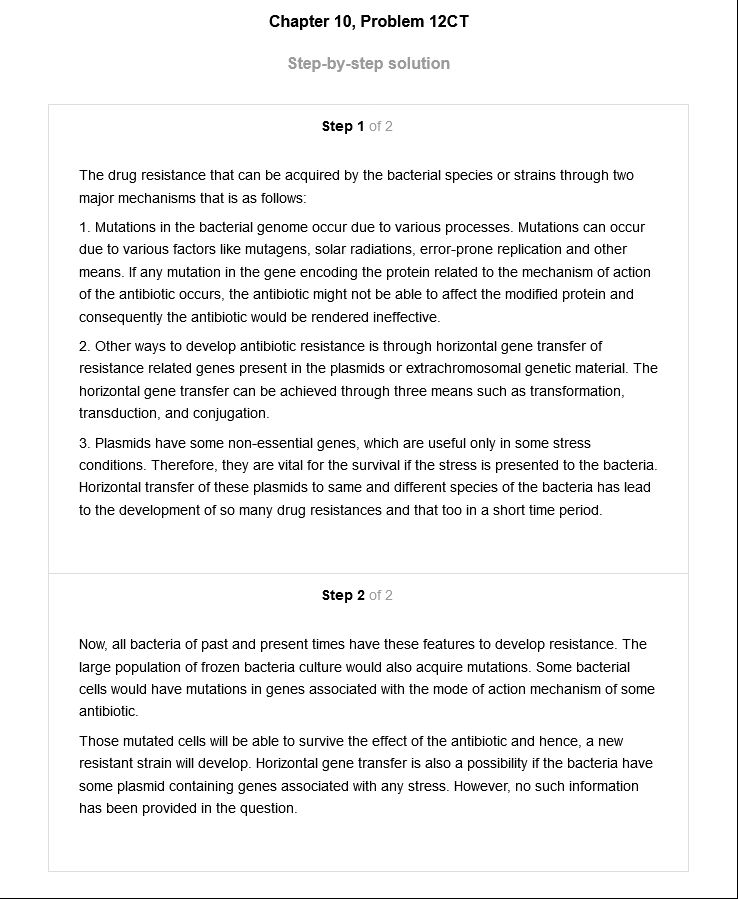 Chapter 10, Problem 12CT
Step-by-step solution
Step 1 of 2
The drug resistance that can be acquired by the bacterial species or strains through two
major mechanisms that is as follows:
1. Mutations in the bacterial genome occur due to various processes. Mutations can occur
due to various factors like mutagens, solar radiations, error-prone replication and other
means. If any mutation in the gene encoding the protein related to the mechanism of action
of the antibiotic occurs, the antibiotic might not be able to affect the modified protein and
consequently the antibiotic would be rendered ineffective.
2. Other ways to develop antibiotic resistance is through horizontal gene transfer of
resistance related genes present in the plasmids or extrachromosomal genetic material. The
horizontal gene transfer can be achieved through three means such as transformation,
transduction, and conjugation.
3. Plasmids have some non-essential genes, which are useful only in some stress
conditions. Therefore, they are vital for the survival if the stress is presented to the bacteria.
Horizontal transfer of these plasmids to same and different species of the bacteria has lead
to the development of so many drug resistances and that too in a short time period.
Step 2 of 2
Now, all bacteria of past and present times have these features to develop resistance. The
large population of frozen bacteria culture would also acquire mutations. Some bacterial
cells would have mutations in genes associated with the mode of action mechanism of some
antibiotic.
Those mutated cells will be able to survive the effect of the antibiotic and hence, a new
resistant strain will develop. Horizontal gene transfer is also a possibility if the bacteria have
some plasmid containing genes associated with any stress. However, no such information
has been provided in the question.